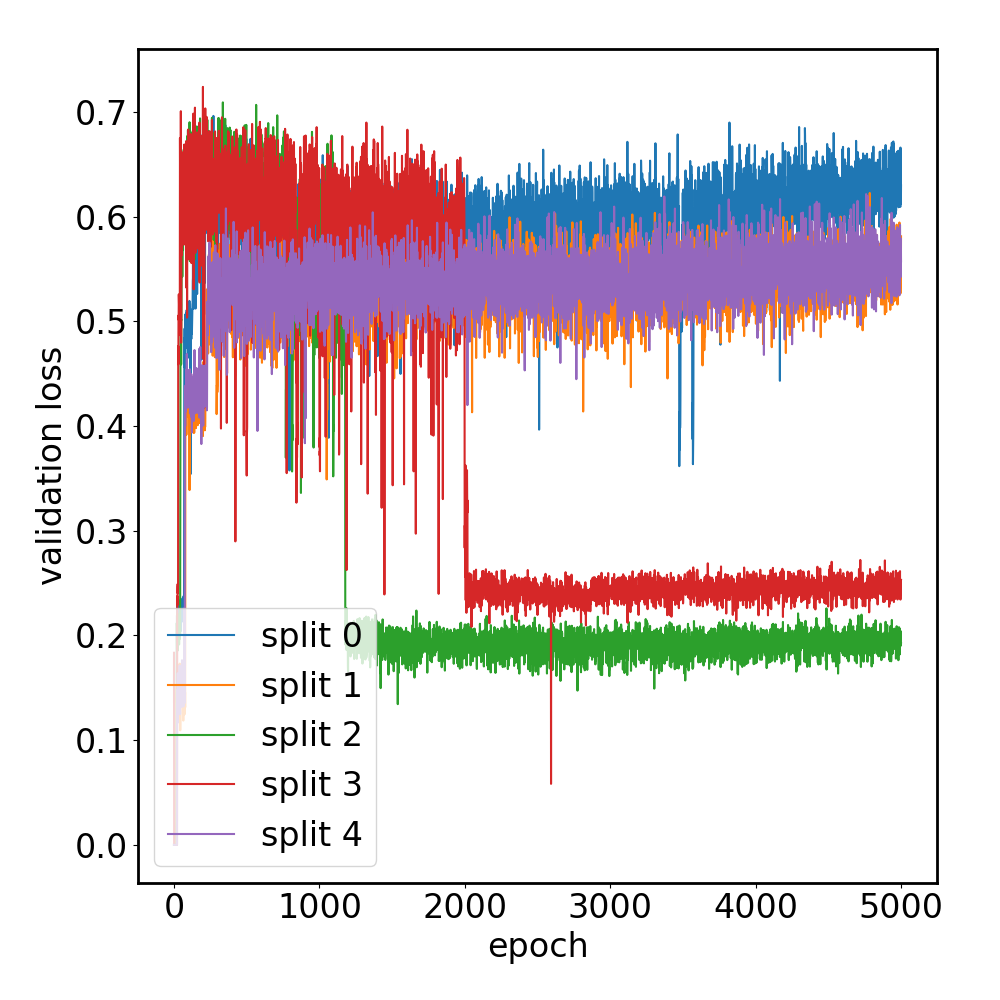 validation loss
0.7
0.6
0.5
0.4
0.3
0.2
0.1
0.0
split 0
split 1
split 2
split 3
split 4
0 1000 2000 3000 4000 5000
epoch